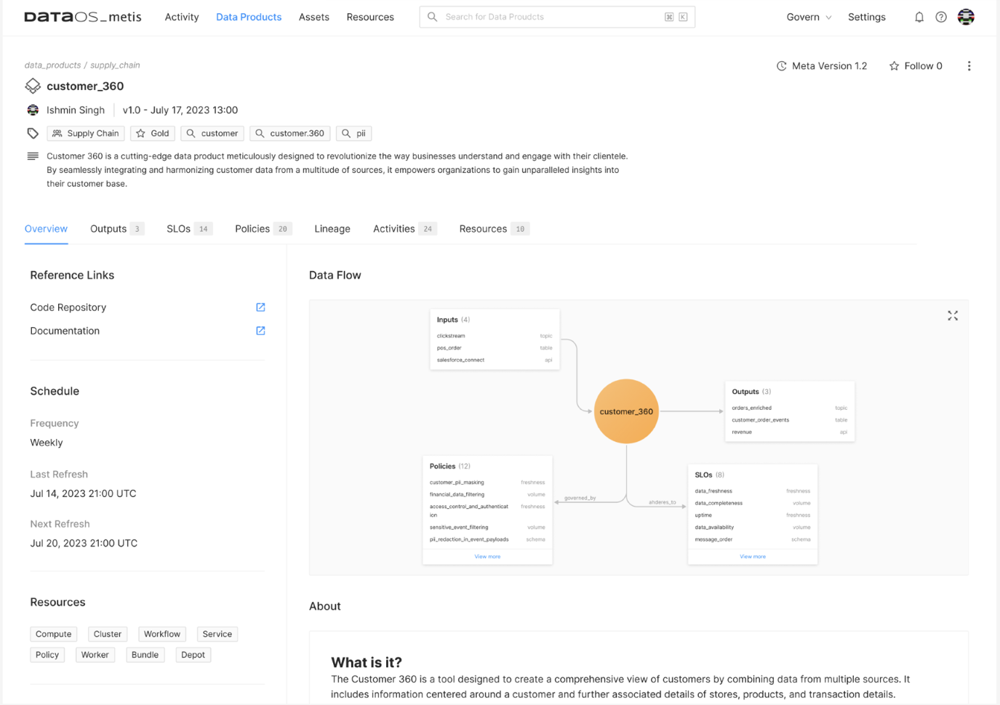 DATAOS_metis Activity Data Products Assets Resources Search for Data Proudcts ⌘ K Govern Settings
data_products / supply_chain
Meta Version 1.2 Follow 0
customer_360
Ishmin Singh v1.0 - July 17, 2023 13:00
Supply Chain Gold customer customer.360 pii
Customer 360 is a cutting-edge data product meticulously designed to revolutionize the way businesses understand and engage with their clientele.
By seamlessly integrating and harmonizing customer data from a multitude of sources, it empowers organizations to gain unparalleled insights into
their customer base.
Overview Outputs 3 SLOs 14 Policies 20 Lineage Activities 24 Resources 10
Reference Links
Code Repository
Documentation
Schedule
Frequency
Weekly
Last Refresh
Jul 14, 2023 21:00 UTC
Next Refresh
Jul 20, 2023 21:00 UTC
Resources
Compute Cluster Workflow Service
Policy Worker Bundle Depot
Data Flow
Inputs (4)
clickstream topic
pos_order table
salesforce_connect api
customer_360
Outputs (3)
orders_enriched topic
customer_order_events table
revenue api
governed_by
ahderes_to
Policies (12)
customer_pii_masking freshness
financial_data_filtering volume
access_control_and_authenticat freshness
ion
sensitive_event_filtering volume
pii_redaction_in_event_payloads schema
View more
SLOs (8)
data_freshness freshness
data_completeness volume
uptime freshness
data_availability volume
message_order schema
View more
About
What is it?
The Customer 360 is a tool designed to create a comprehensive view of customers by combining data from multiple sources. It
includes information centered around a customer and further associated details of stores, products, and transaction details.